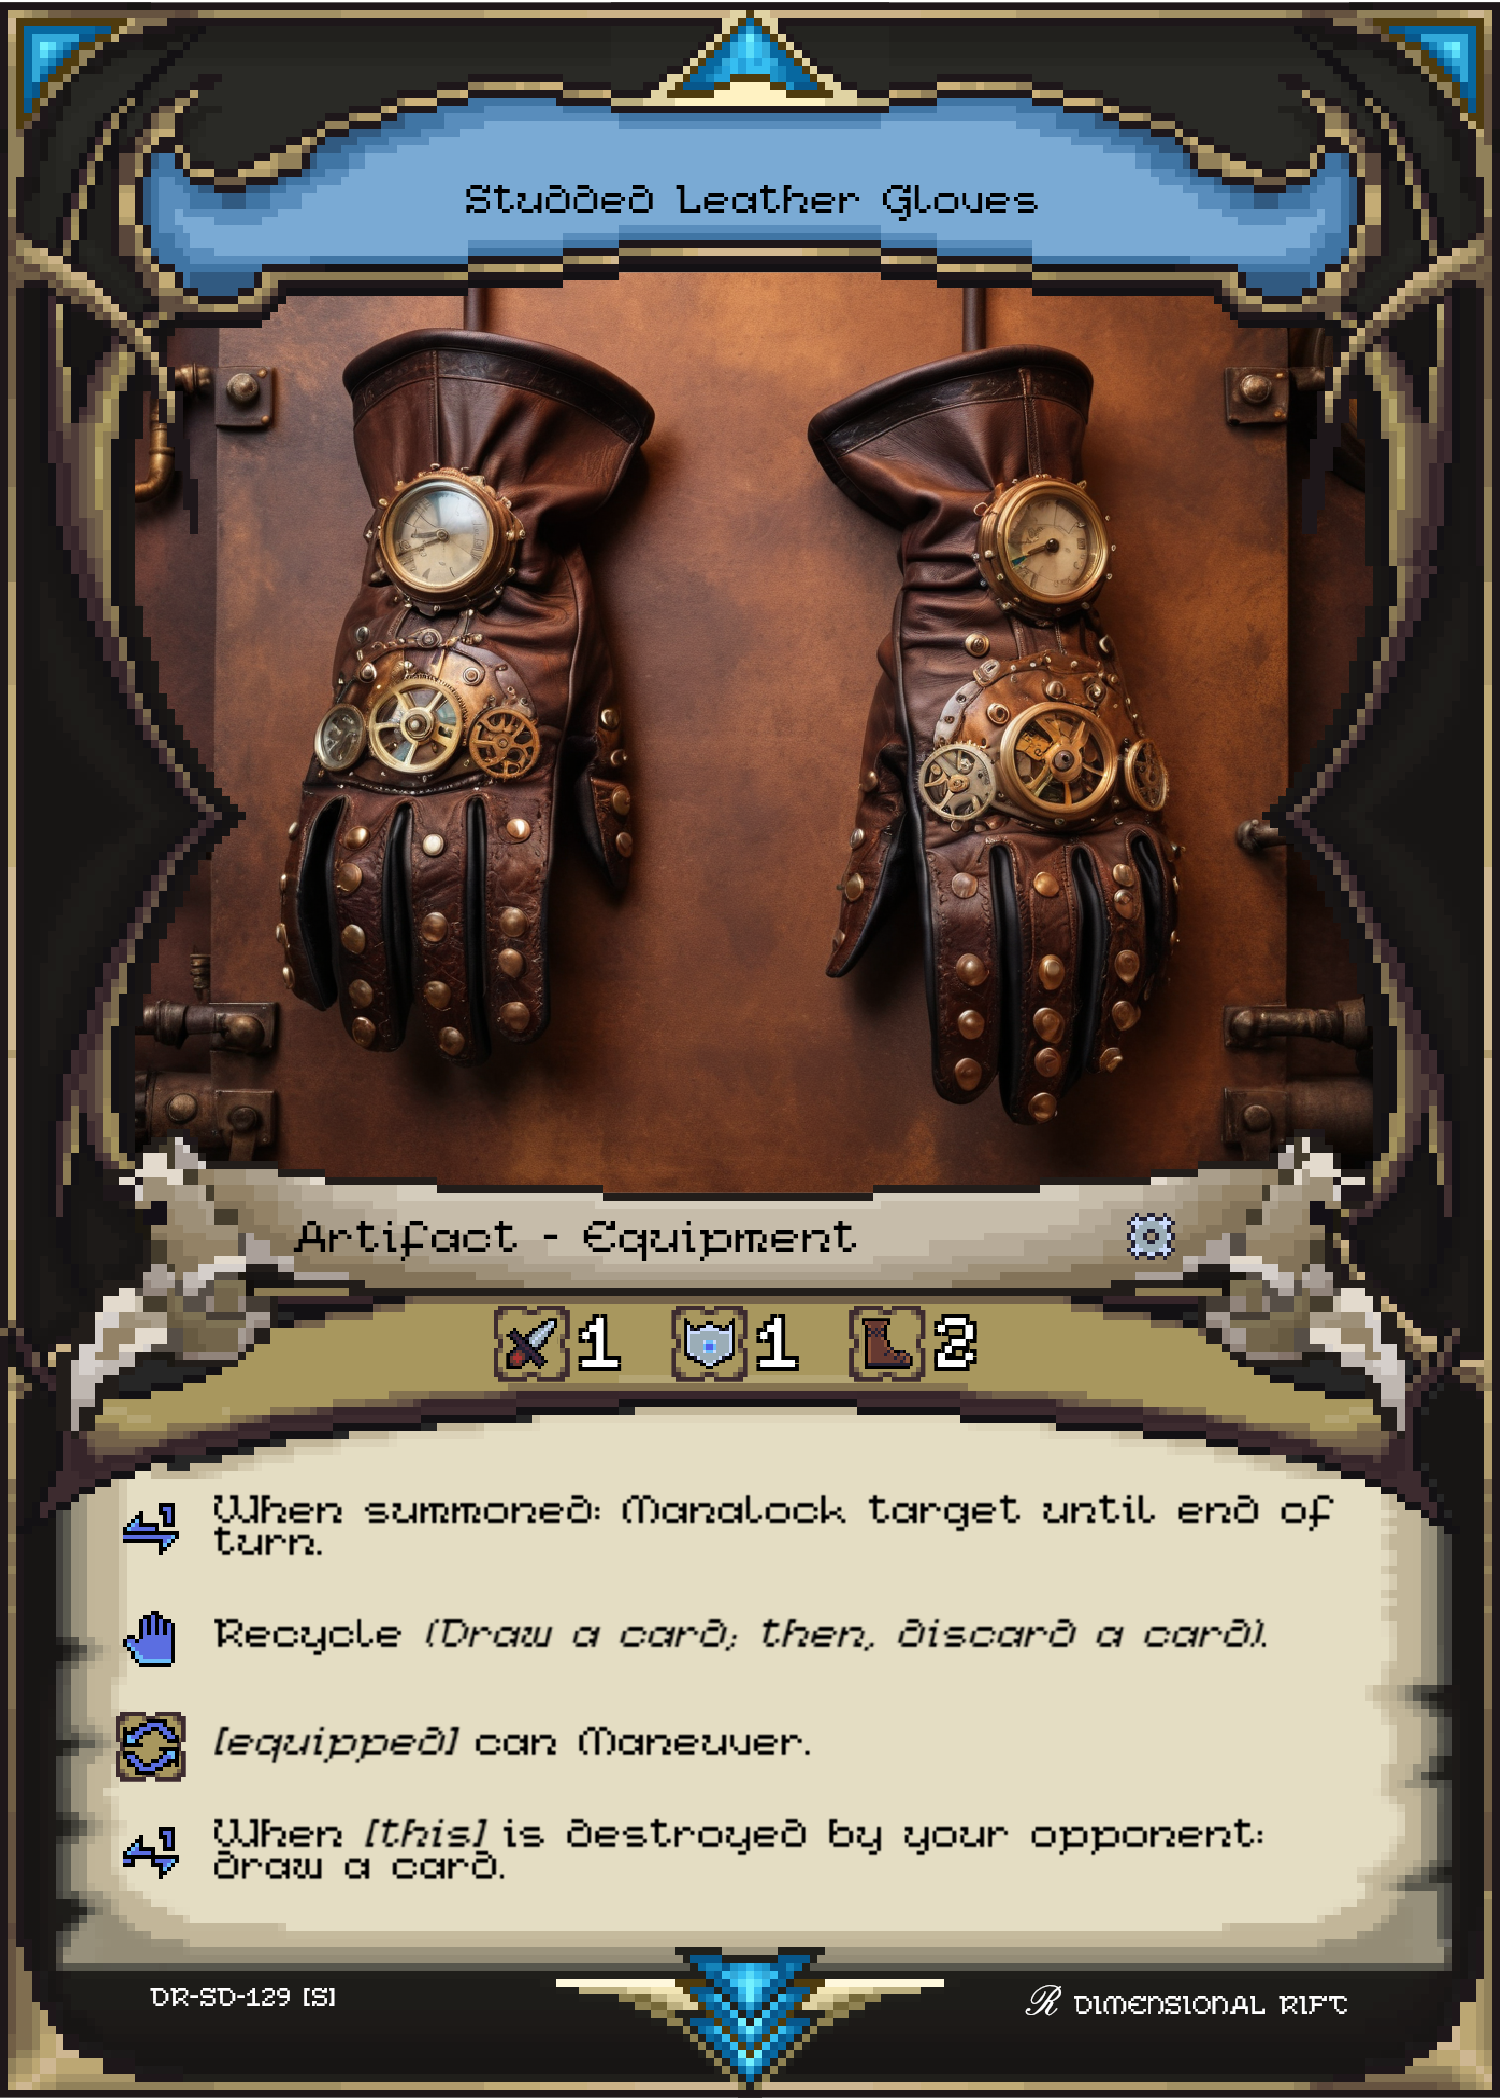 Studded Leather Gloves
Artifact - Equipment
1 1 2
When summoned: Manalock target until end of
turn.
Recycle (Draw a card; then, discard a card).
[equipped] can Maneuver.
When [this] is destroyed by your opponent:
draw a card.
DR-SD-129 [S]
R DIMENSIONAL RIFT